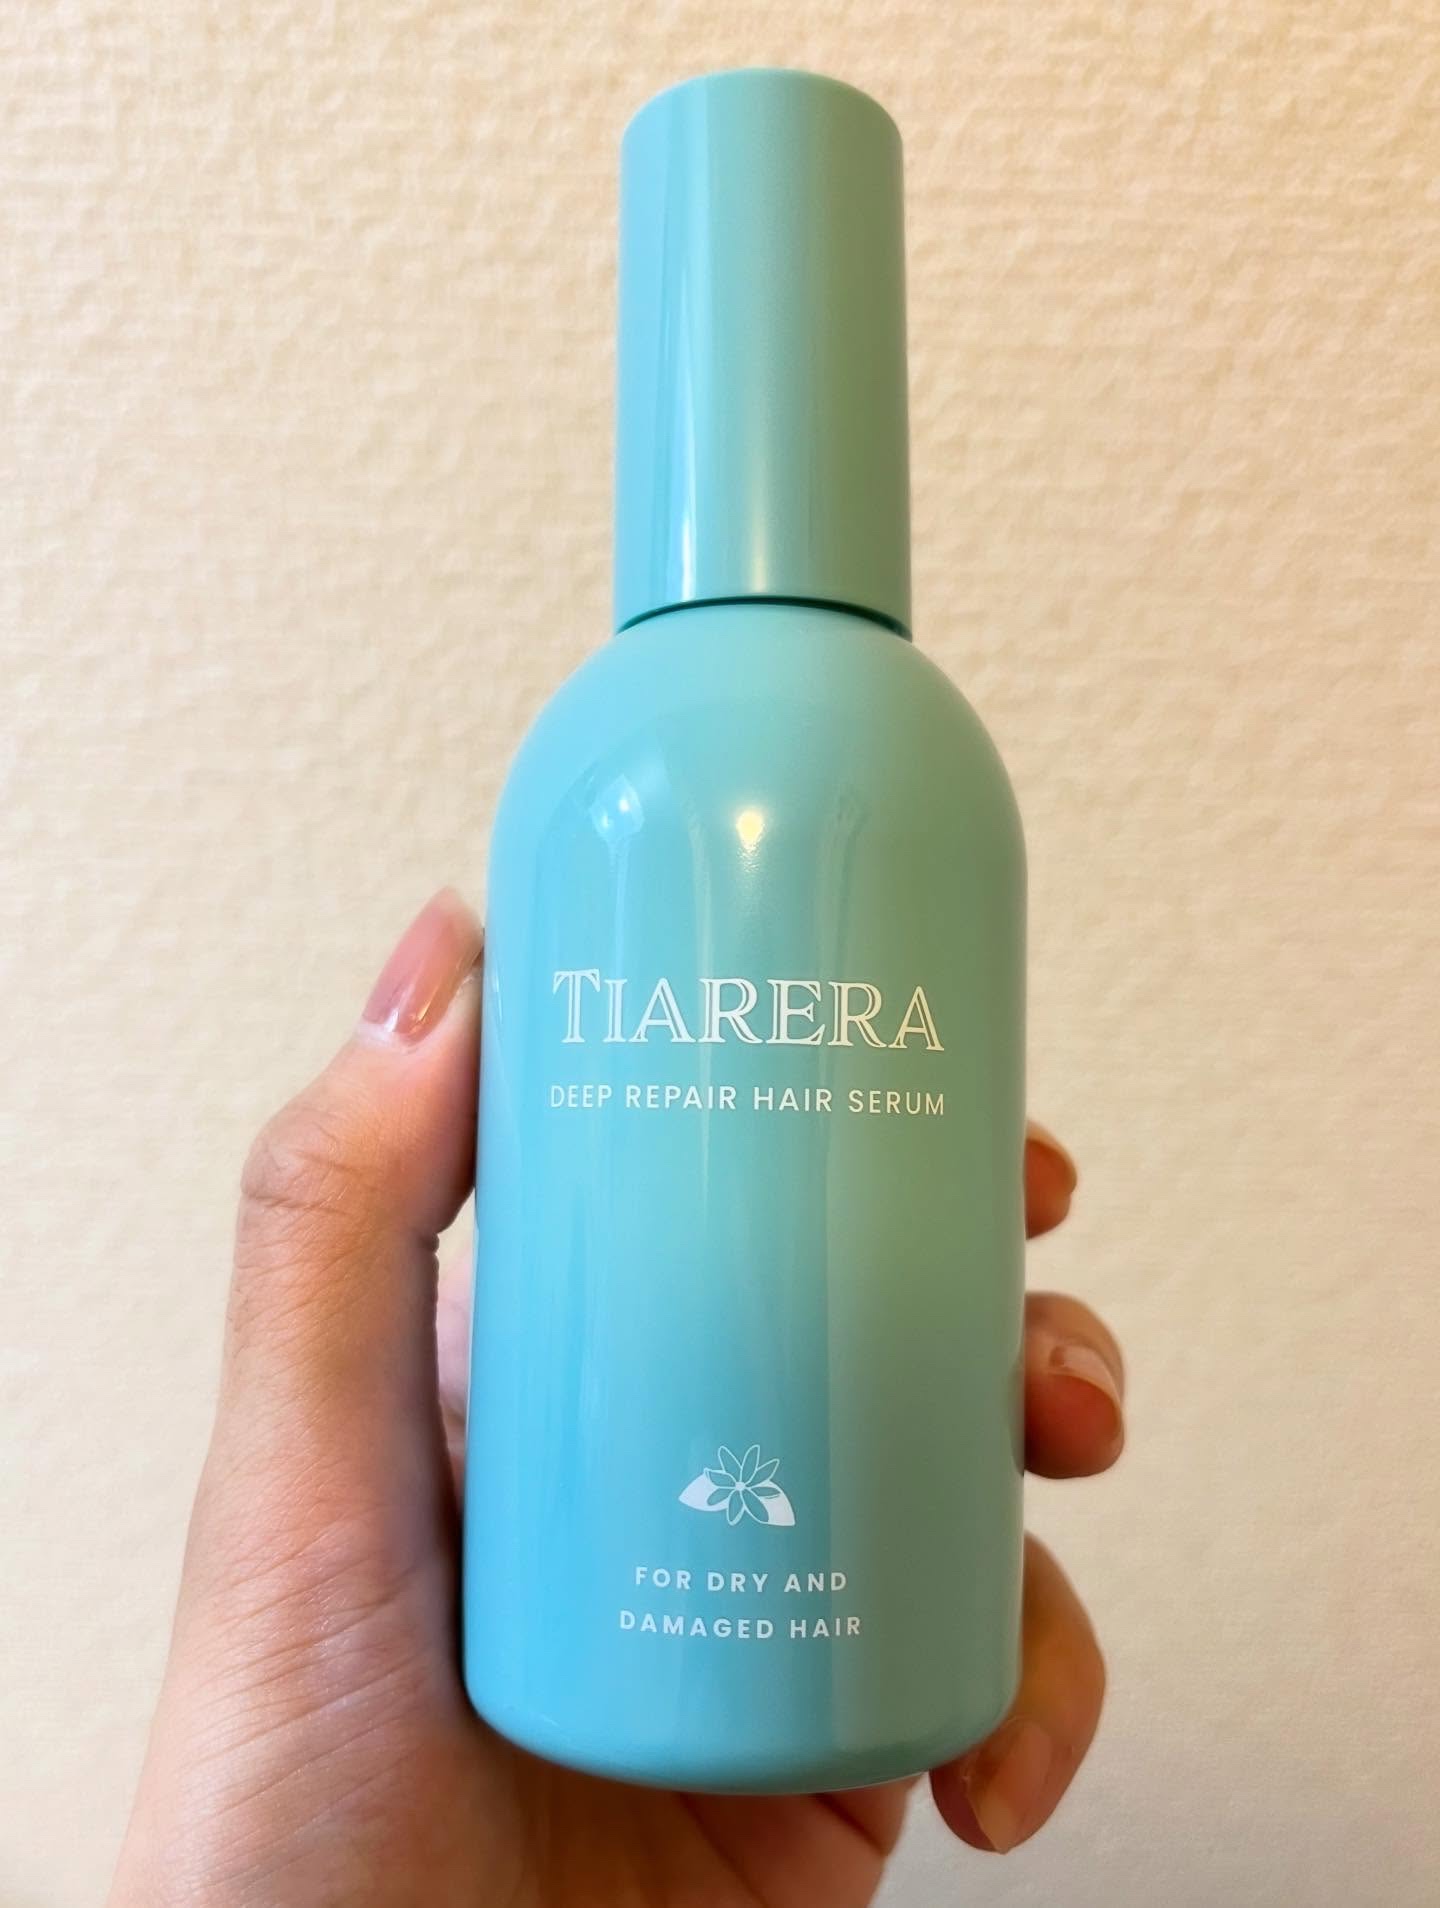 TIARERA
DEEP REPAIR HAIR SERUM
FOR DRY AND
DAMAGED HAIR